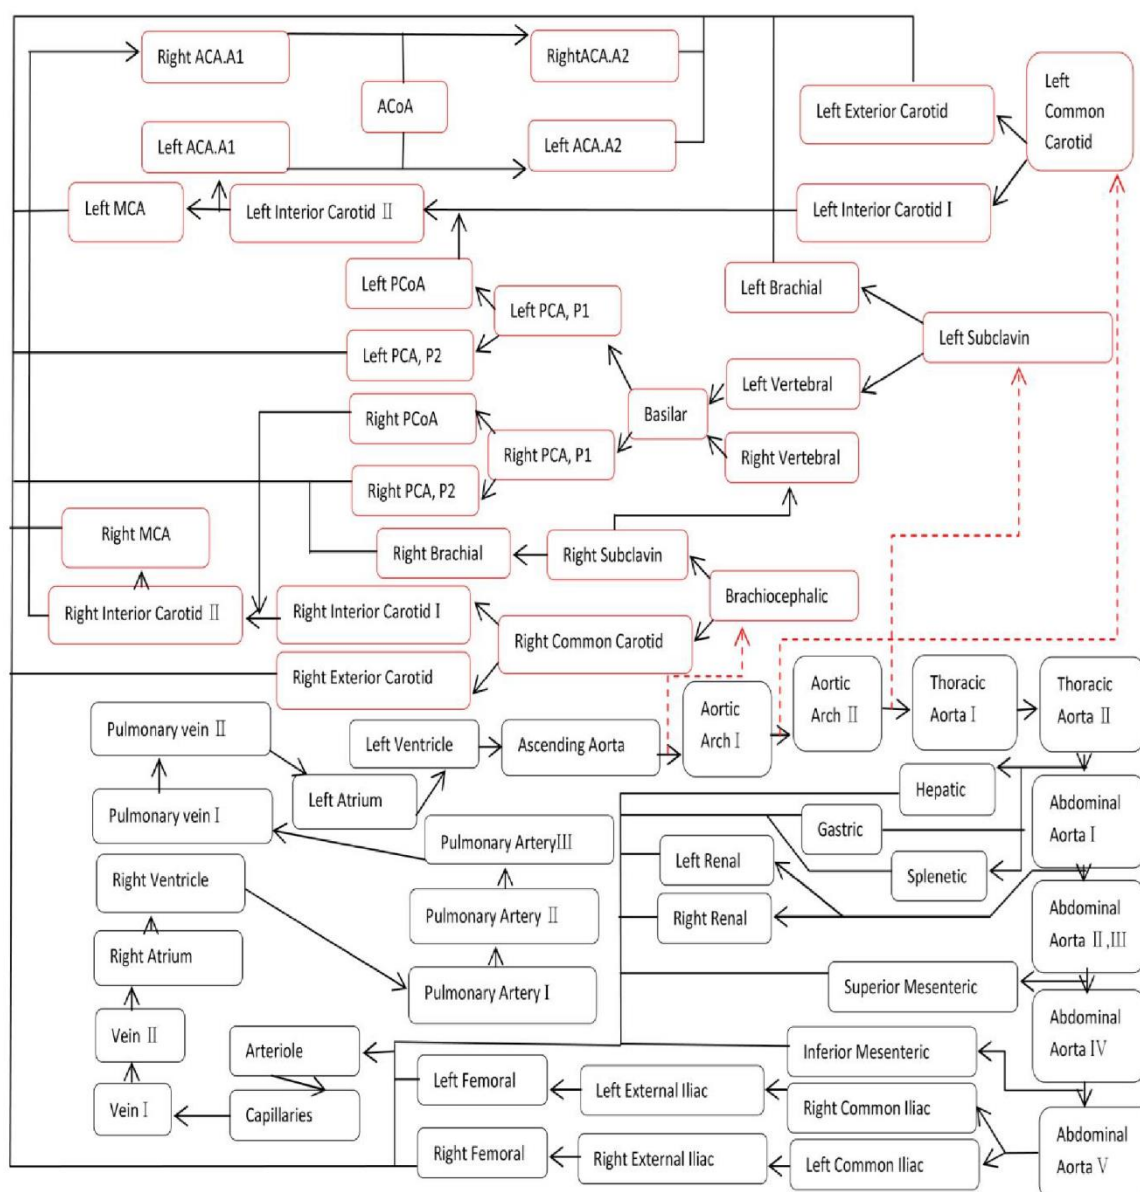 Right ACA.A1
RightACA.A2
ACoA
Left ACA.A1
Left ACA.A2
Left Exterior Carotid
Left
Common
Carotid
Left MCA
Left Interior Carotid Ⅱ
Left Interior Carotid Ⅰ
Left PCoA
Left PCA, P1
Left PCA, P2
Left Brachial
Left Subclavin
Left Vertebral
Basilar
Right PCoA
Right PCA, P1
Right Vertebral
Right PCA, P2
Right MCA
Right Brachial
Right Subclavin
Brachiocephalic
Right Interior Carotid Ⅱ
Right Interior Carotid Ⅰ
Right Common Carotid
Right Exterior Carotid
Pulmonary vein Ⅱ
Left Ventricle
Ascending Aorta
Aortic
Arch Ⅰ
Aortic
Arch Ⅱ
Thoracic
Aorta Ⅰ
Thoracic
Aorta Ⅱ
Left Atrium
Pulmonary vein Ⅰ
Hepatic
Gastric
Abdominal
Aorta Ⅰ
Pulmonary ArteryⅢ
Left Renal
Splenetic
Right Ventricle
Pulmonary Artery Ⅱ
Right Renal
Abdominal
Aorta Ⅱ,Ⅲ
Right Atrium
Pulmonary Artery Ⅰ
Superior Mesenteric
Abdominal
Aorta Ⅳ
Vein Ⅱ
Arteriole
Inferior Mesenteric
Left Femoral
Left External Iliac
Right Common Iliac
Vein Ⅰ
Capillaries
Right Femoral
Right External Iliac
Left Common Iliac
Abdominal
Aorta Ⅴ